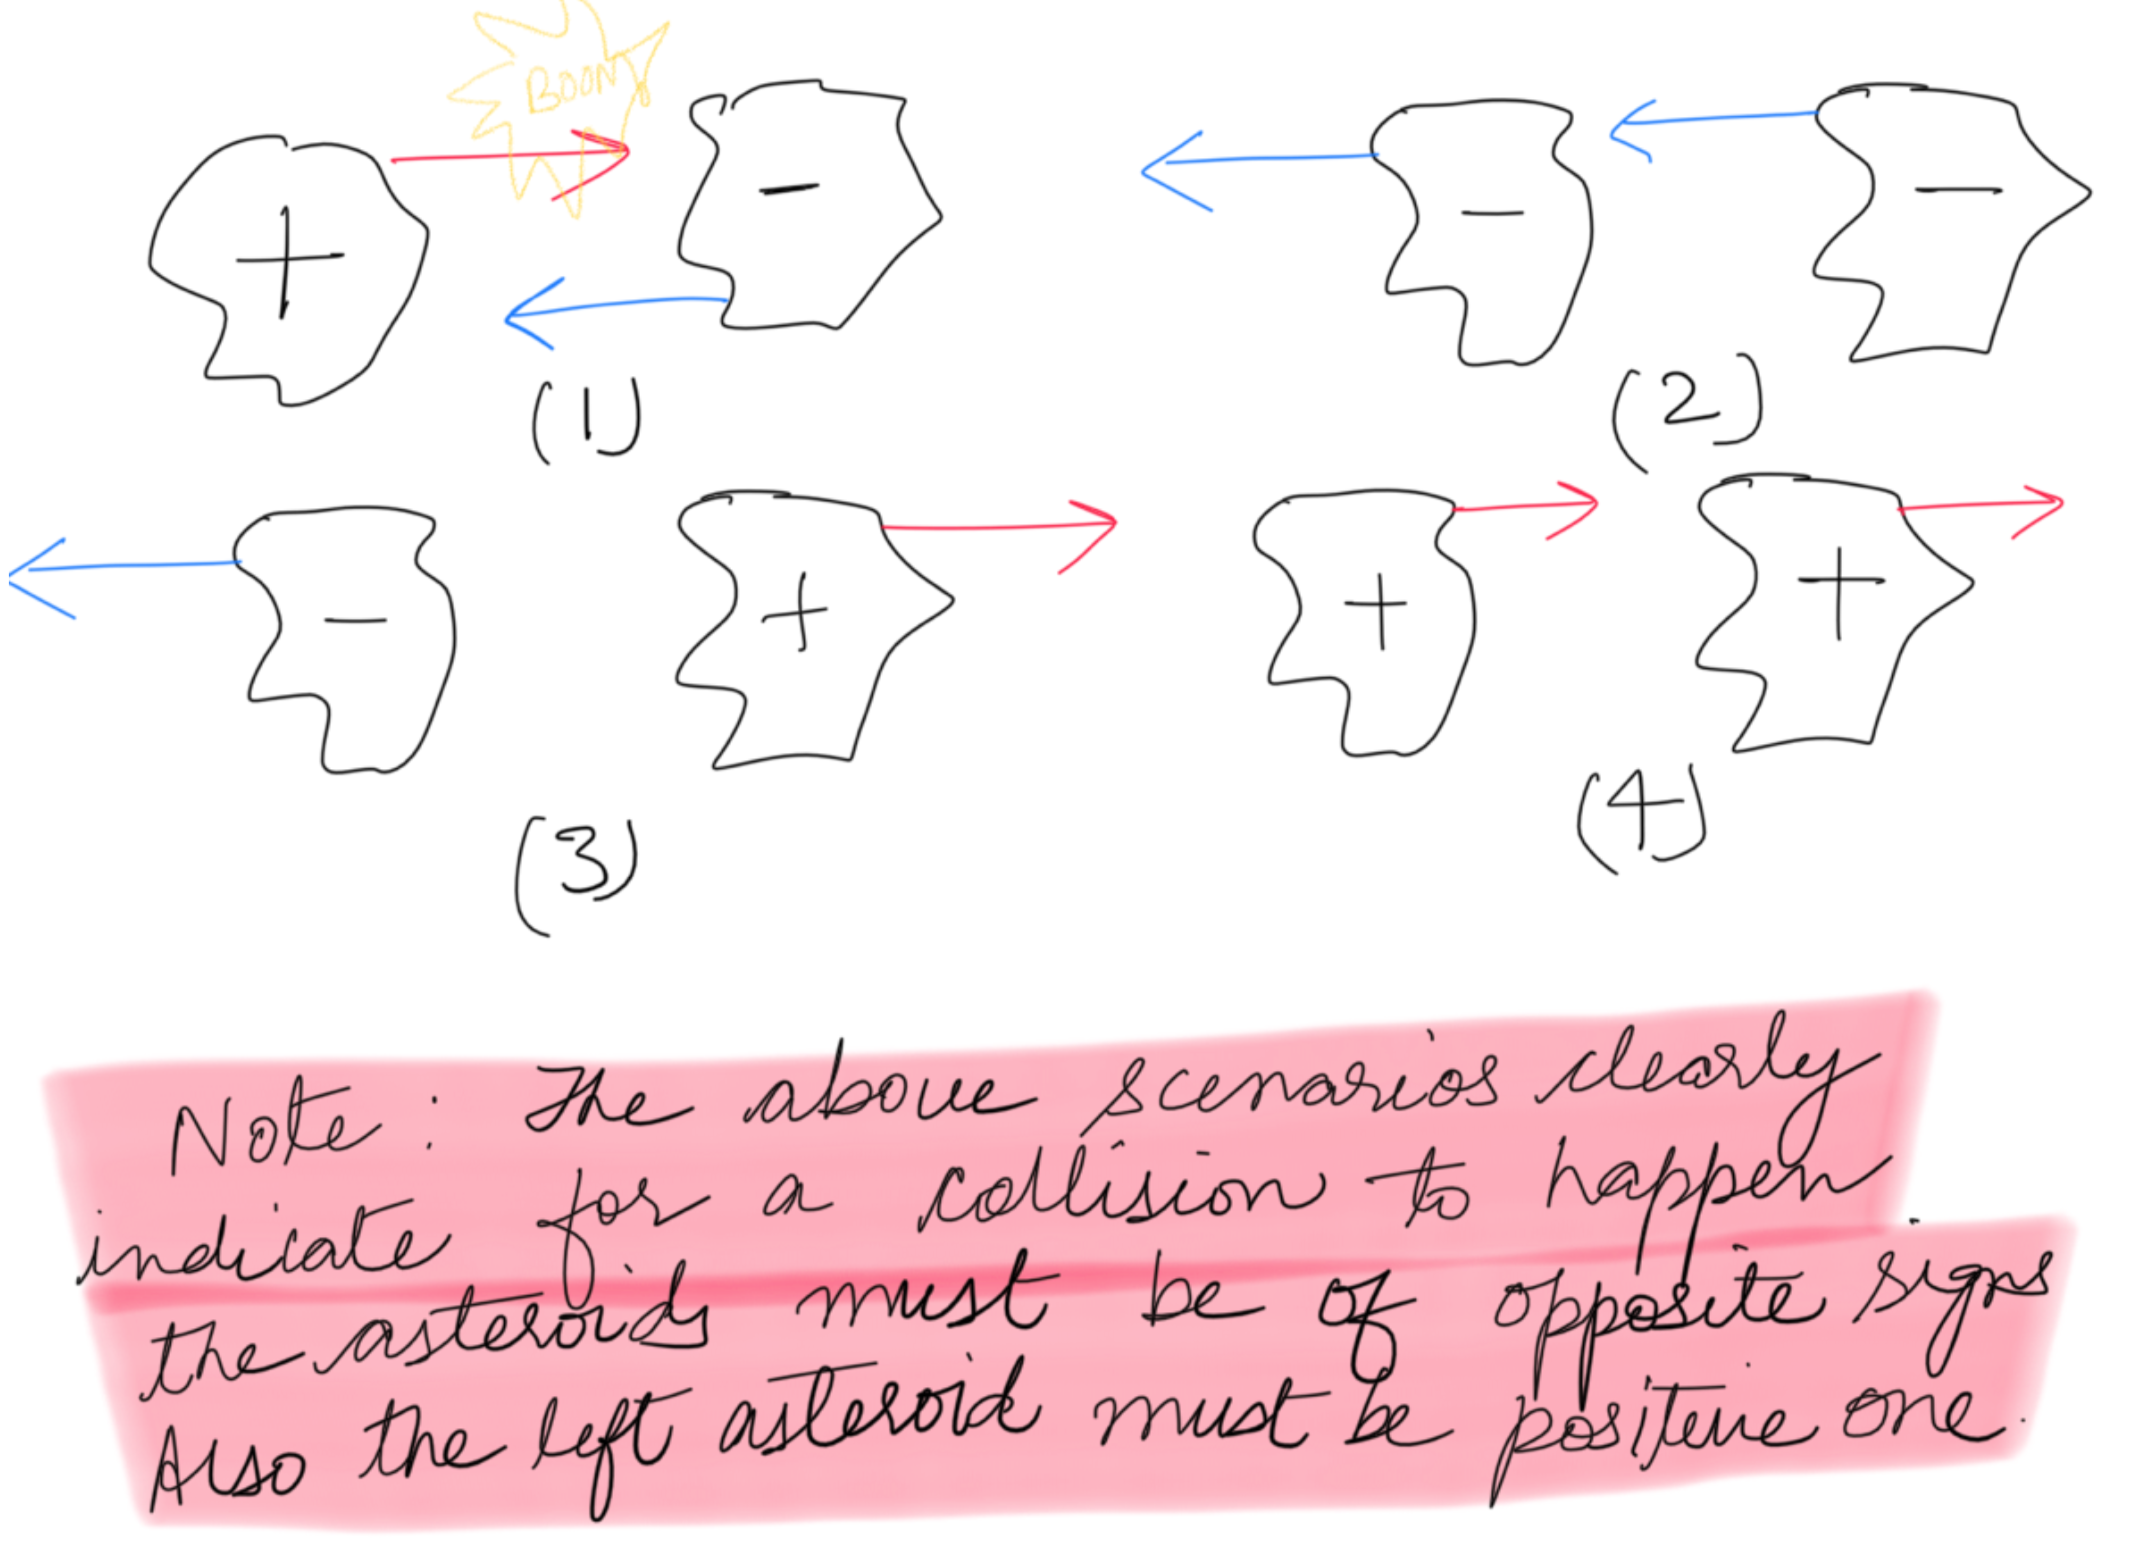 BOOM
+ -
- -
(1)
(2)
- +
+ +
(3)
(4)
Note: The above scenarios clearly
indicate for a collision to happen
the asteroids must be of opposite signs
Also the left asteroid must be positive one.